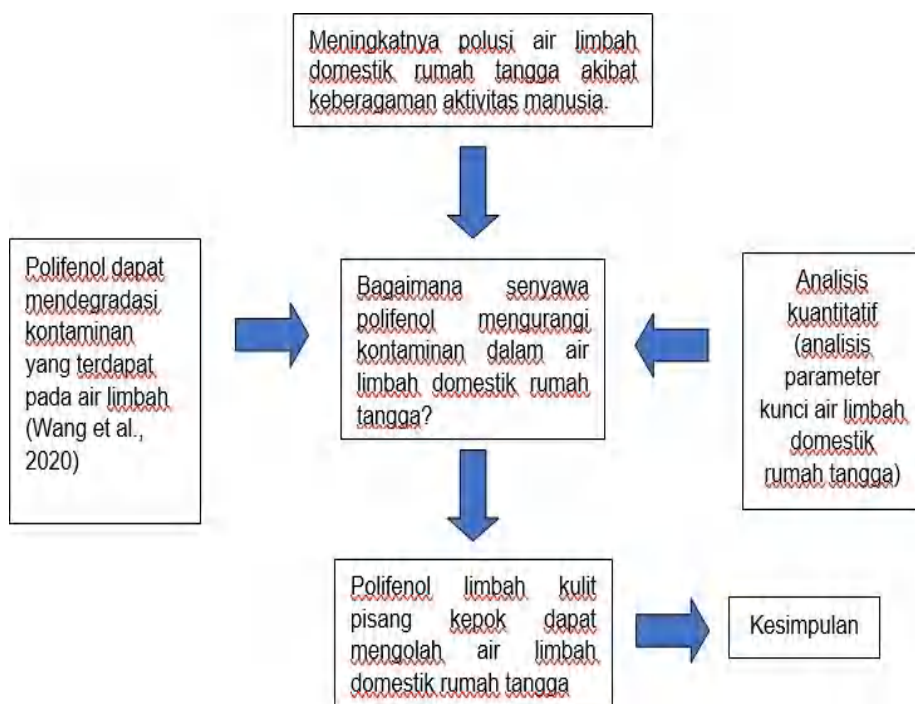 Meningkatnya polusi air limbah
domestik rumah tangga akibat
keberagaman aktivitas manusia.
Polifenol dapat
mendegradasi
kontaminan
yang terdapat
pada air limbah
(Wang et al.,
2020)
Bagaimana senyawa
polifenol mengurangi
kontaminan dalam air
limbah domestik rumah
tangga?
Analisis
kuantitatif
(analisis
parameter
kunci air limbah
domestik
rumah tangga)
Polifenol limbah kulit
pisang kepok dapat
mengolah air limbah
domestik rumah tangga
Kesimpulan